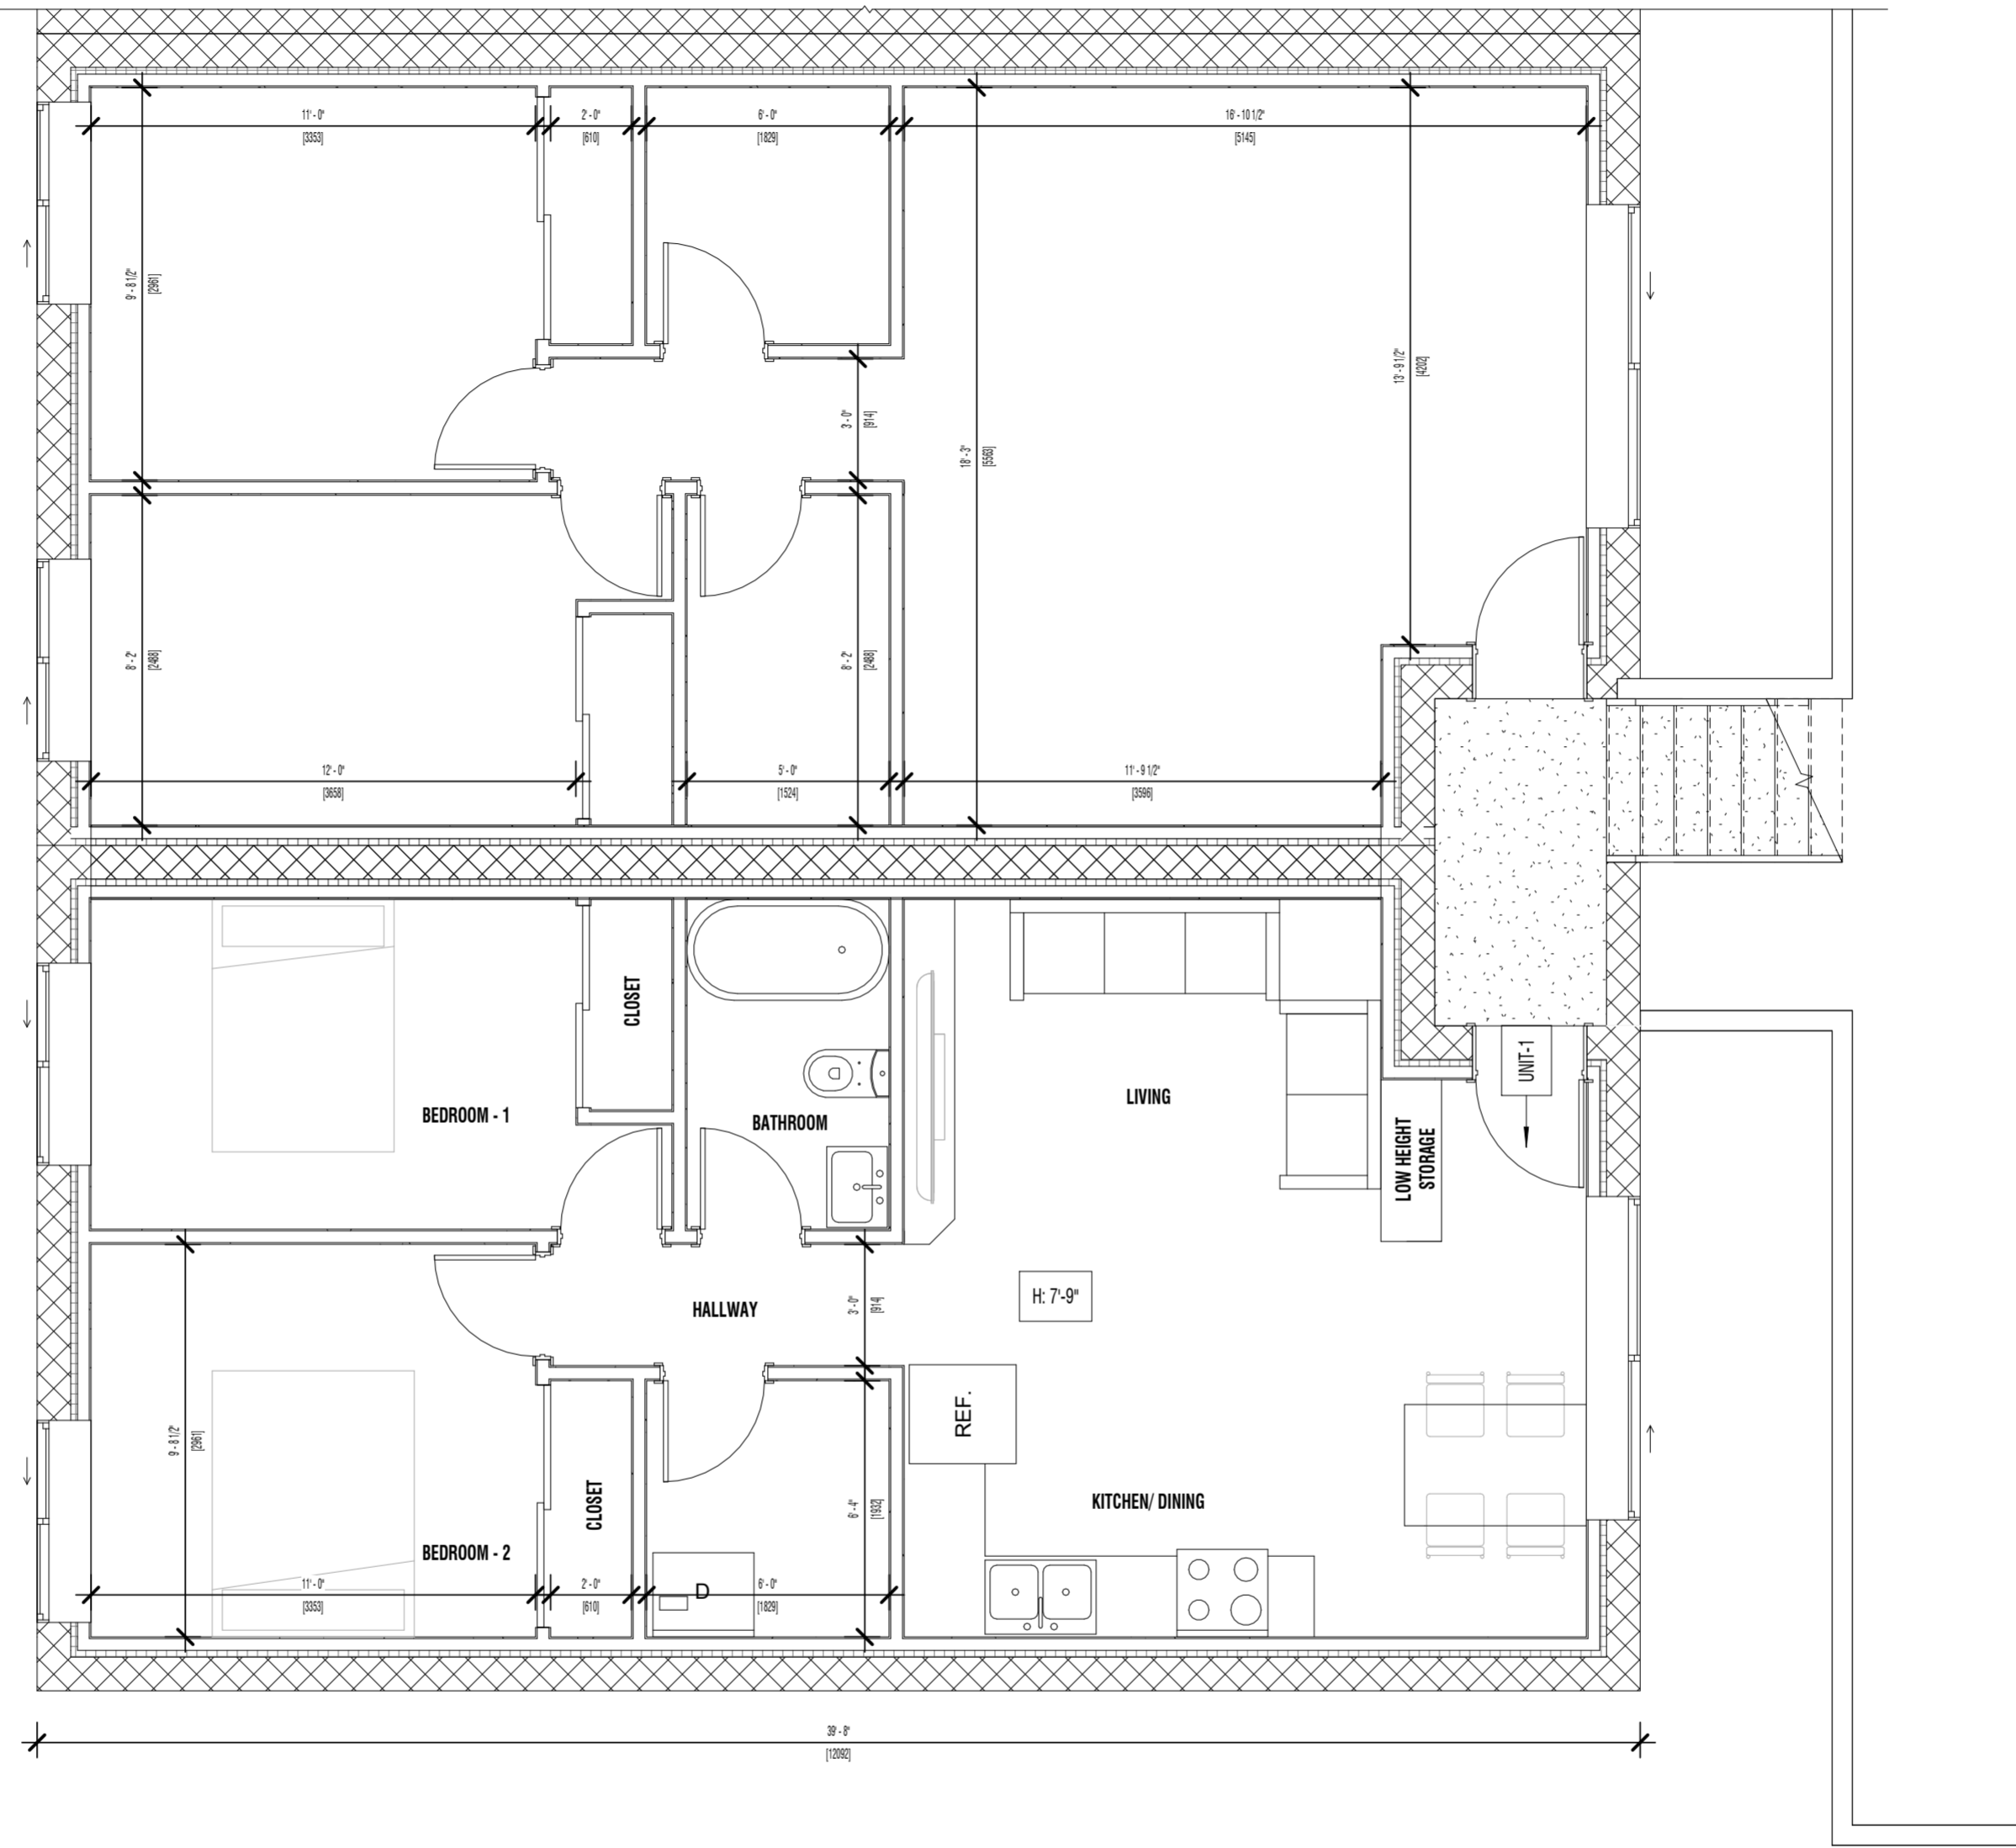 11' - 0"
[3353]
2' - 0"
[610]
6' - 0"
[1829]
16' - 10 1/2"
[5145]
9' - 8 1/2"
[2961]
13' - 9 1/2"
[4202]
3' - 0"
[914]
18' - 3"
[5563]
8' - 2"
[2488]
8' - 2"
[2488]
12' - 0"
[3658]
5' - 0"
[1524]
11' - 9 1/2"
[3596]
CLOSET
BEDROOM - 1
BATHROOM
LIVING
UNIT-1
LOW HEIGHT
STORAGE
HALLWAY
3' - 0"
[914]
H: 7'-9"
REF.
9' - 8 1/2"
[2961]
CLOSET
6' - 4"
[1932]
KITCHEN/ DINING
BEDROOM - 2
11' - 0"
[3353]
2' - 0"
[610]
D
6' - 0"
[1829]
39' - 8"
[12092]